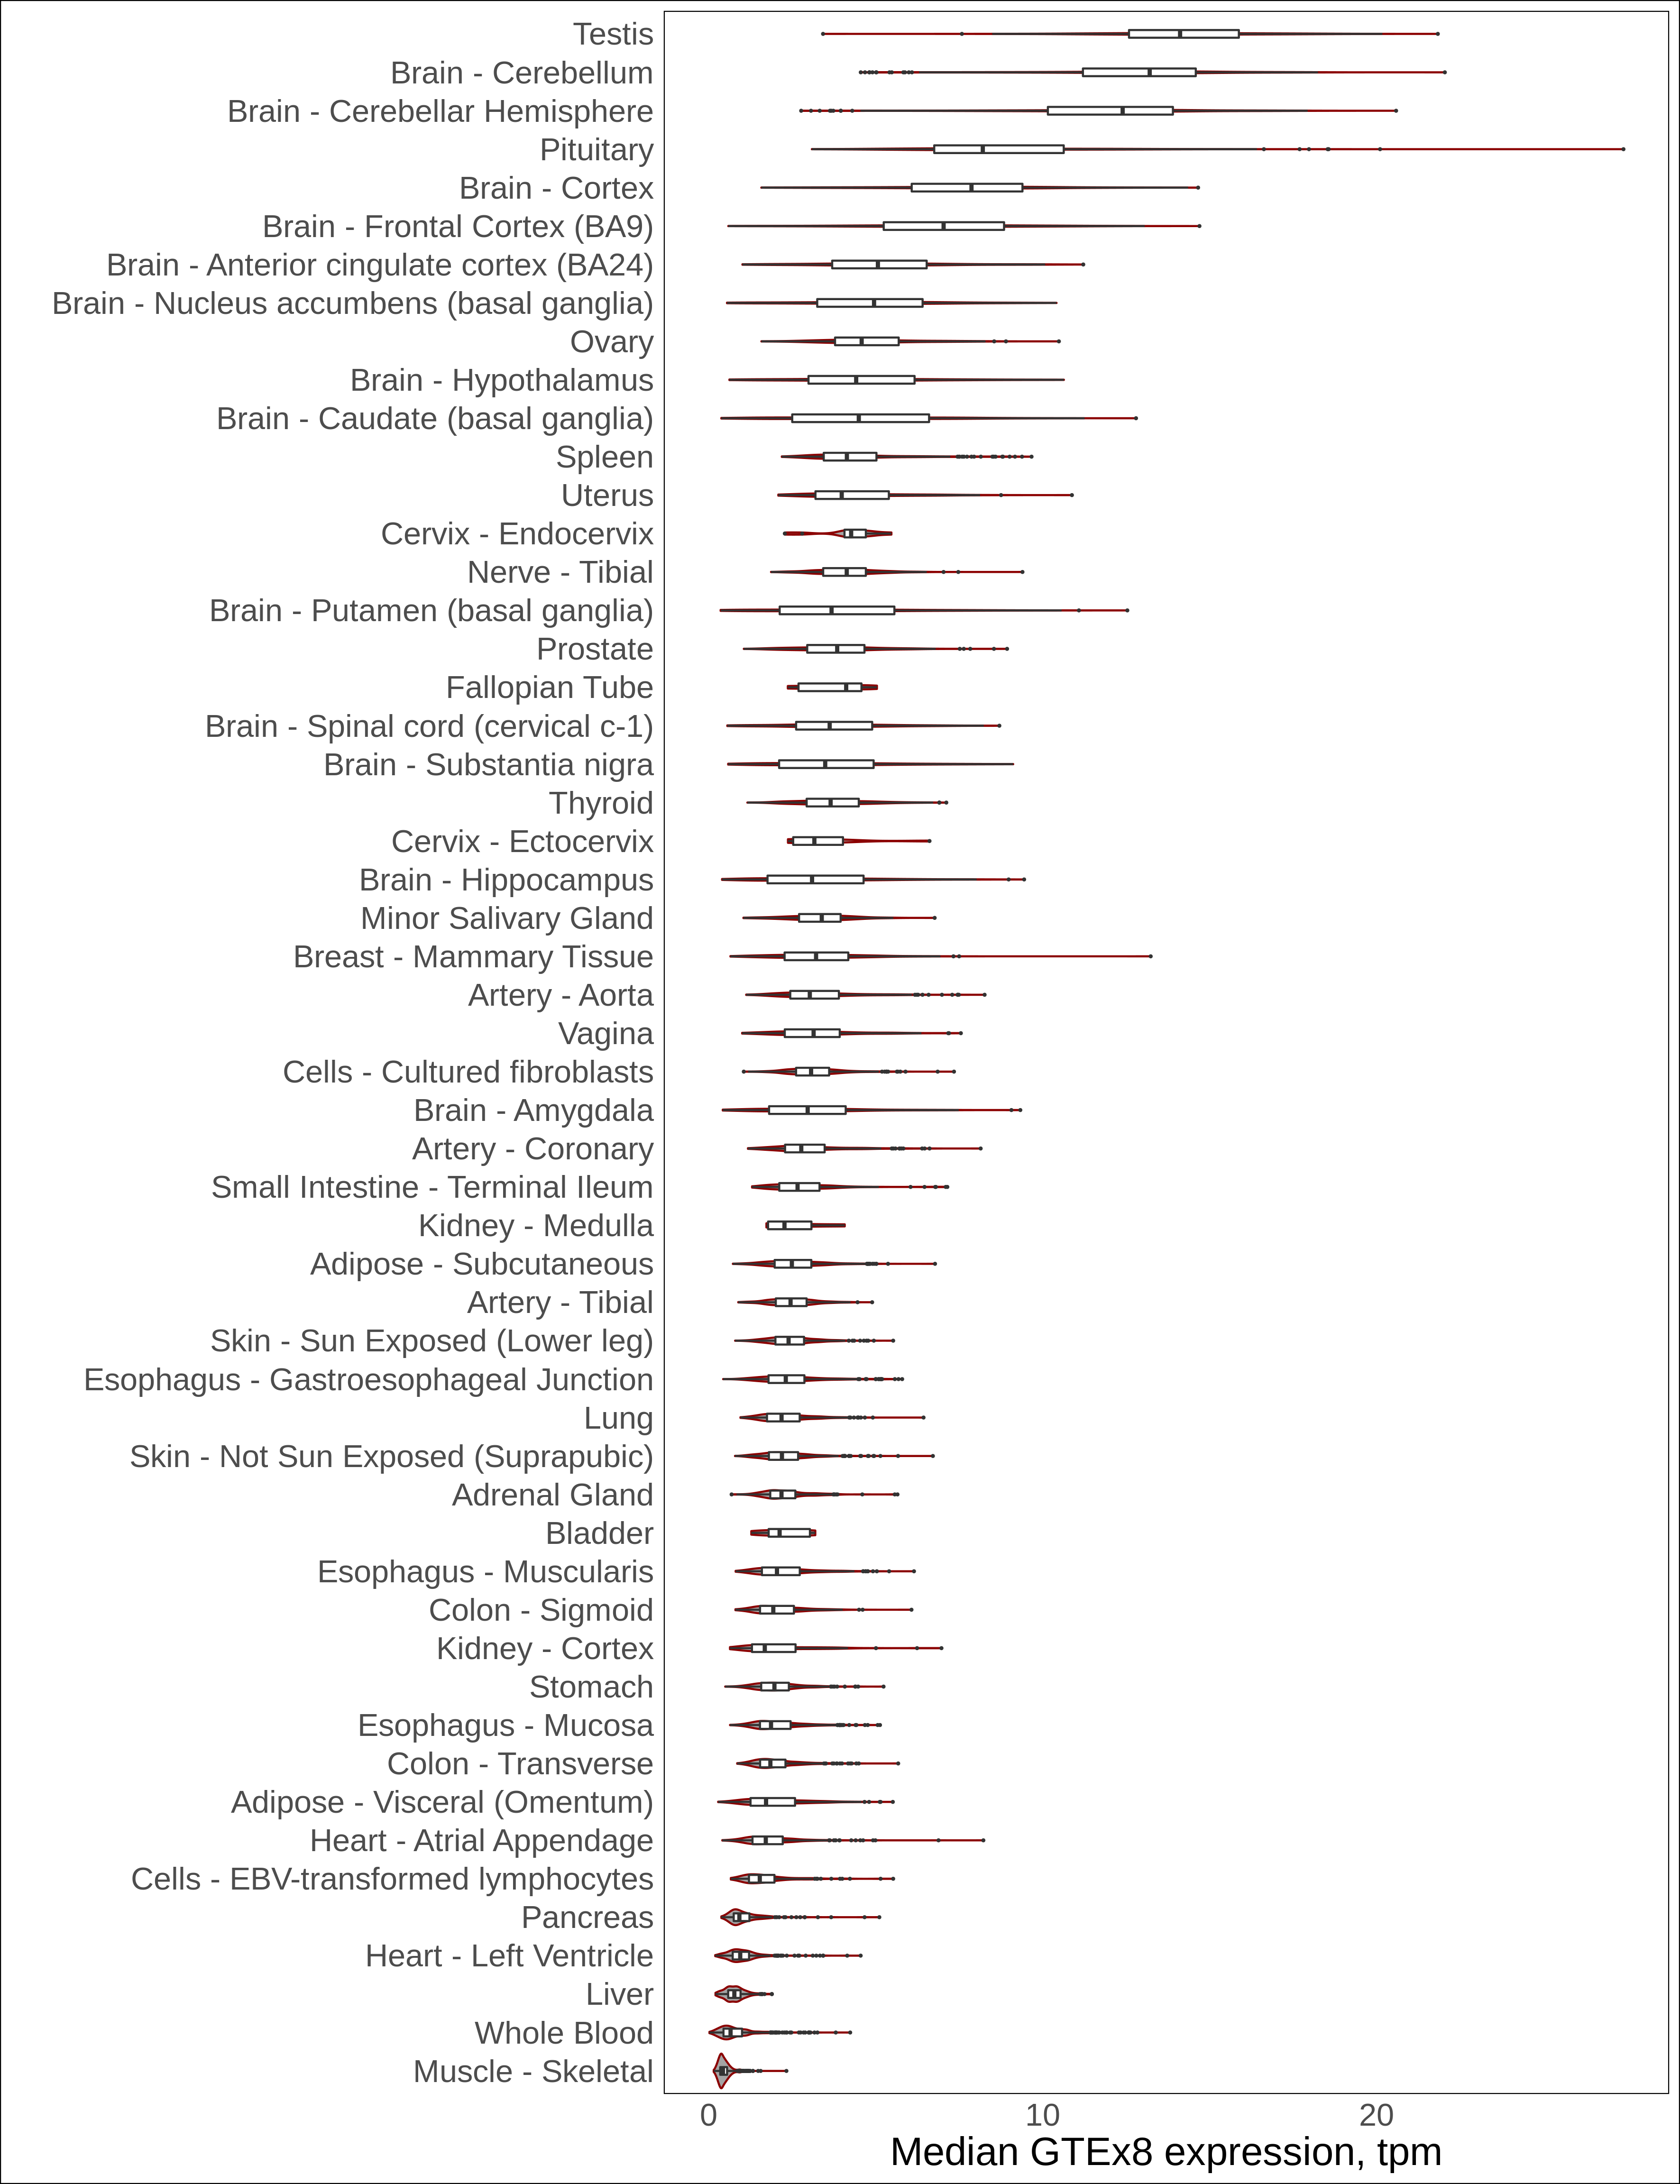 Testis
Brain - Cerebellum
Brain - Cerebellar Hemisphere
Pituitary
Brain - Cortex
Brain - Frontal Cortex (BA9)
Brain - Anterior cingulate cortex (BA24)
Brain - Nucleus accumbens (basal ganglia)
Ovary
Brain - Hypothalamus
Brain - Caudate (basal ganglia)
Spleen
Uterus
Cervix - Endocervix
Nerve - Tibial
Brain - Putamen (basal ganglia)
Prostate
Fallopian Tube
Brain - Spinal cord (cervical c-1)
Brain - Substantia nigra
Thyroid
Cervix - Ectocervix
Brain - Hippocampus
Minor Salivary Gland
Breast - Mammary Tissue
Artery - Aorta
Vagina
Cells - Cultured fibroblasts
Brain - Amygdala
Artery - Coronary
Small Intestine - Terminal Ileum
Kidney - Medulla
Adipose - Subcutaneous
Artery - Tibial
Skin - Sun Exposed (Lower leg)
Esophagus - Gastroesophageal Junction
Lung
Skin - Not Sun Exposed (Suprapubic)
Adrenal Gland
Bladder
Esophagus - Muscularis
Colon - Sigmoid
Kidney - Cortex
Stomach
Esophagus - Mucosa
Colon - Transverse
Adipose - Visceral (Omentum)
Heart - Atrial Appendage
Cells - EBV-transformed lymphocytes
Pancreas
Heart - Left Ventricle
Liver
Whole Blood
Muscle - Skeletal
0 10 20
Median GTEx8 expression, tpm